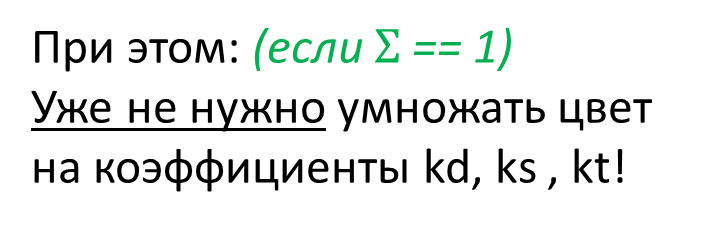 При этом: (если Σ == 1)
Уже не нужно умножать цвет
на коэффициенты kd, ks , kt!